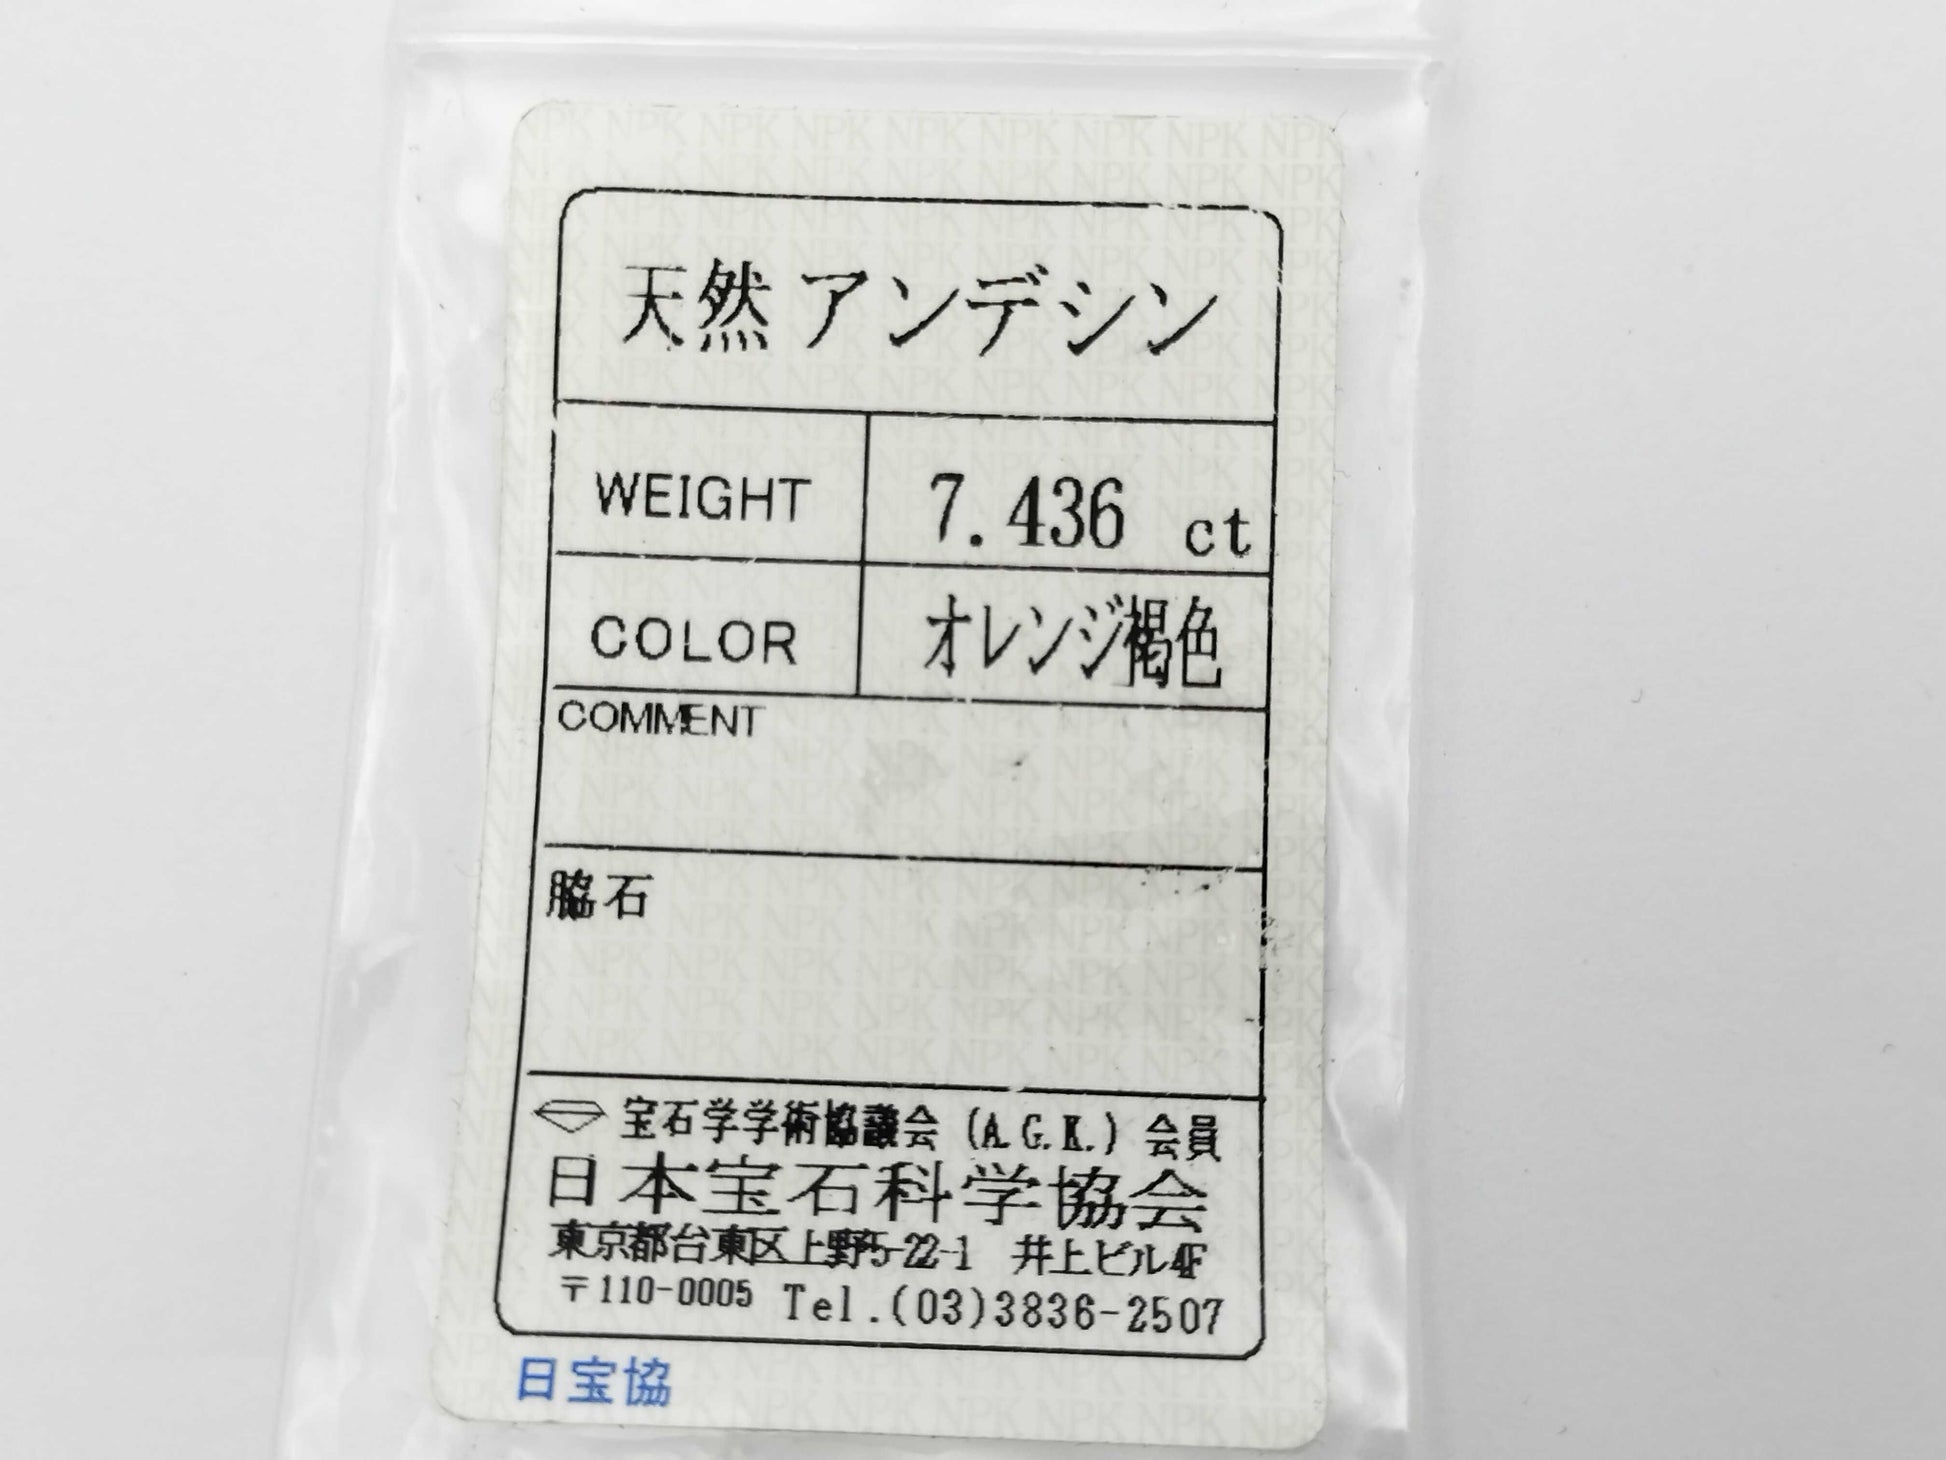 天然 アンデシン
WEIGHT 7.436 ct
COLOR オレンジ褐色
COMMENT
脇石
宝石学学術協議会 (A.G.K.) 会員
日本宝石科学協会
東京都台東区上野5-22-1 井上ビル4F
〒110-0005 Tel.(03)3836-2507
日宝協